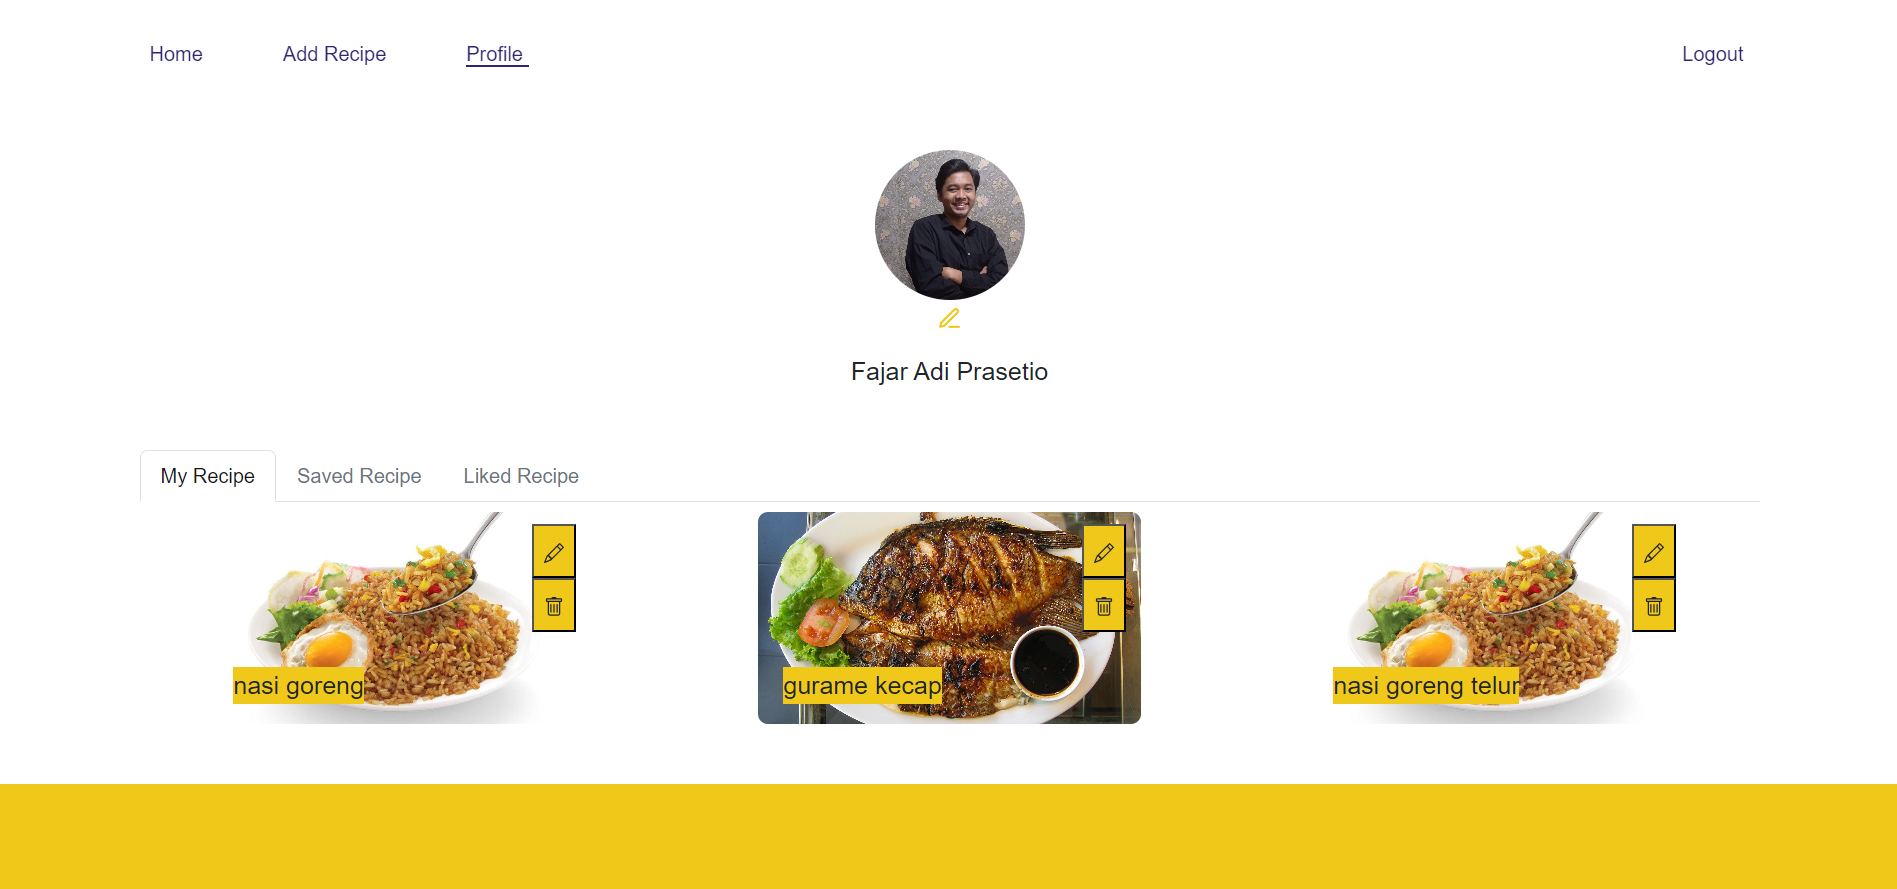 Home Add Recipe Profile Logout
Fajar Adi Prasetio
My Recipe Saved Recipe Liked Recipe
nasi goreng
gurame kecap
nasi goreng telur